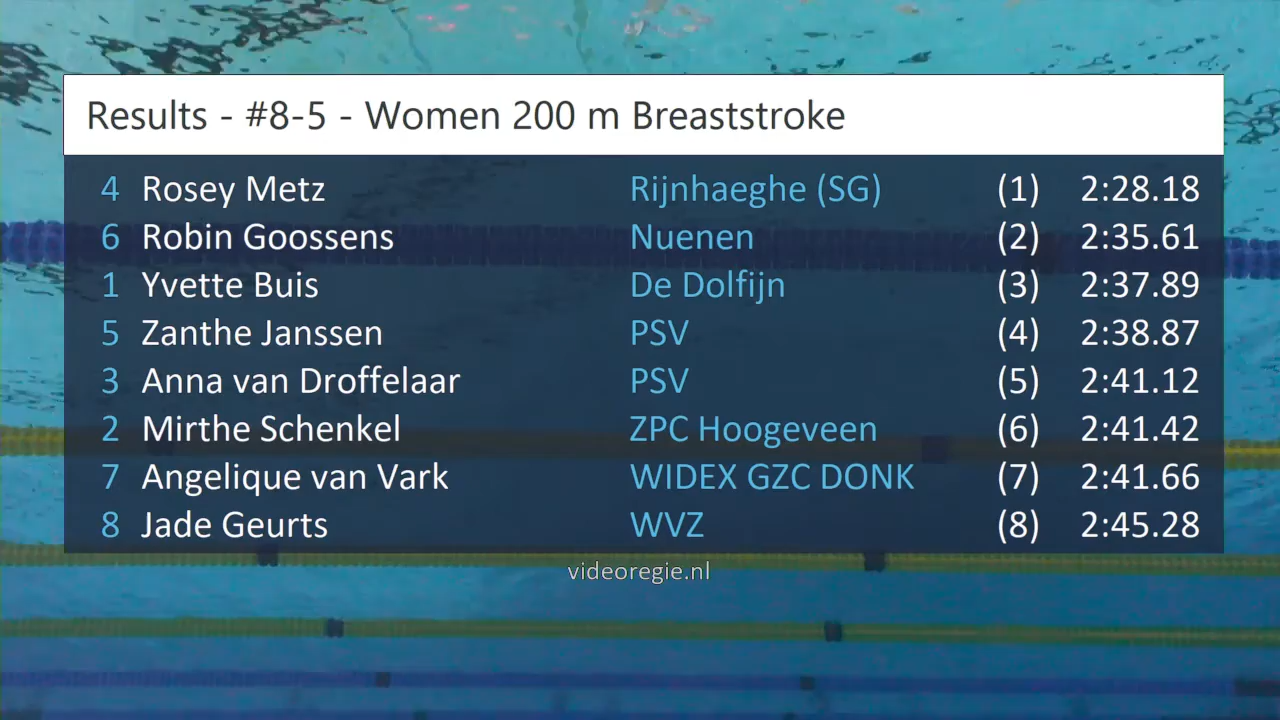 Results - #8-5 - Women 200 m Breaststroke
4 Rosey Metz Rijnhaeghe (SG) (1) 2:28.18
6 Robin Goossens Nuenen (2) 2:35.61
1 Yvette Buis De Dolfijn (3) 2:37.89
5 Zanthe Janssen PSV (4) 2:38.87
3 Anna van Droffelaar PSV (5) 2:41.12
2 Mirthe Schenkel ZPC Hoogeveen (6) 2:41.42
7 Angelique van Vark WIDEX GZC DONK (7) 2:41.66
8 Jade Geurts WVZ (8) 2:45.28
videoregie.nl